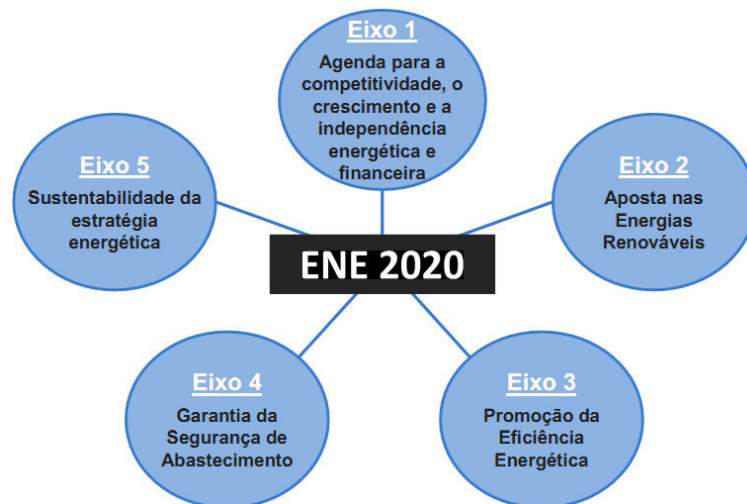 Eixo 1
Agenda para a
competitividade, o
crescimento e a
independência
energética e
financeira
Eixo 5
Sustentabilidade da
estratégia
energética
Eixo 2
Aposta nas
Energias
Renováveis
ENE 2020
Eixo 4
Garantia da
Segurança de
Abastecimento
Eixo 3
Promoção da
Eficiência
Energética